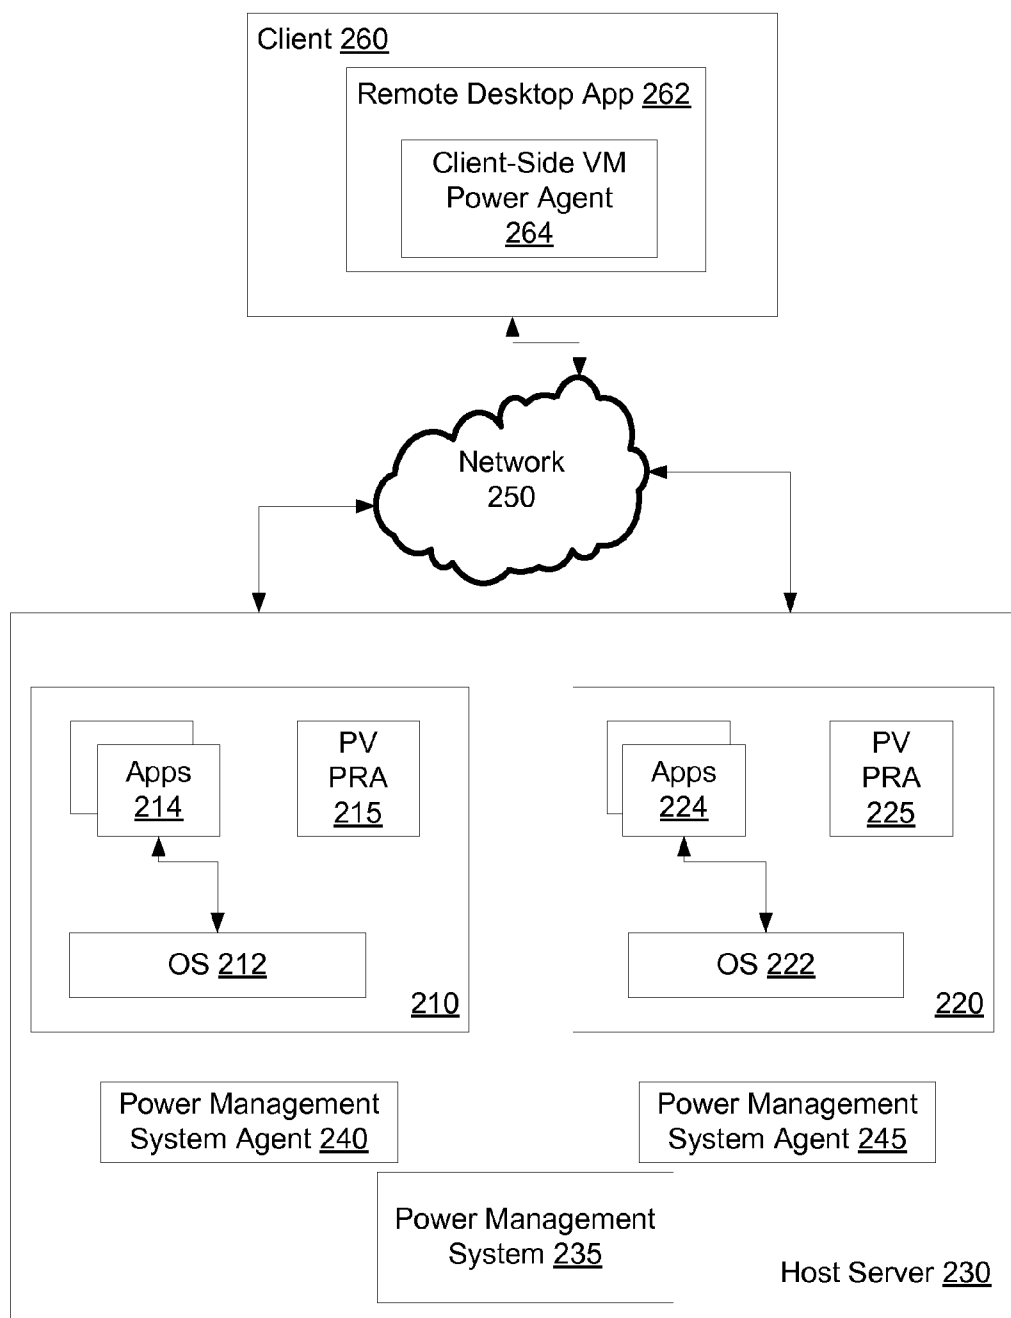 Client 260
Remote Desktop App 262
Client-Side VM
Power Agent
264
Network
250
Apps
214
PV
PRA
215
OS 212
210
Apps
224
PV
PRA
225
OS 222
220
Power Management
System Agent 240
Power Management
System Agent 245
Power Management
System 235
Host Server 230